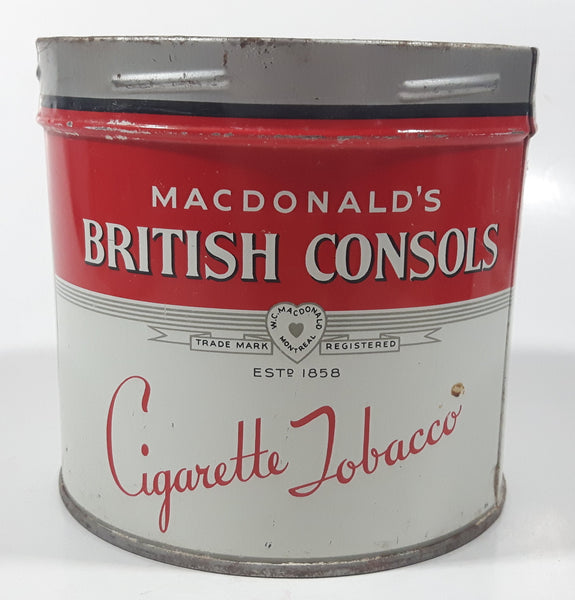 MACDONALD'S
BRITISH CONSOLS
W.C. MACDONALD
MONTREAL
TRADE MARK REGISTERED
ESTD 1858
Cigarette Tobacco